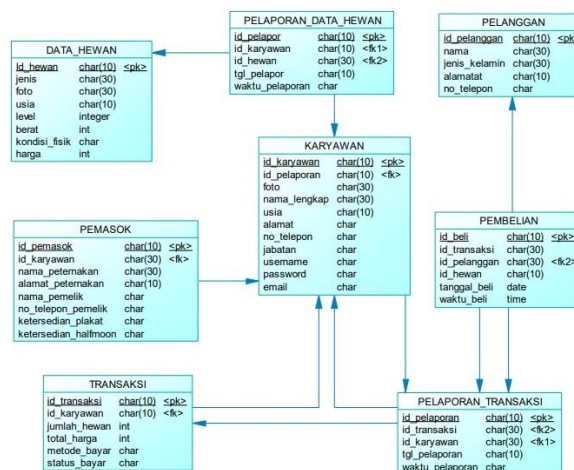 PELAPORAN_DATA_HEWAN
id_pelapor char(10) <pk>
id_karyawan char(10) <fk1>
id_hewan char(30) <fk2>
tgl_pelapor char(10)
waktu_pelaporan char
PELANGGAN
id_pelanggan char(10) <pk>
nama char(30)
jenis_kelamin char(30)
alamatat char(10)
no_telepon char
DATA_HEWAN
Id_hewan char(10) <pk>
jenis char(30)
foto char(30)
usia char(10)
level integer
berat int
kondisi_fisik char
harga int
KARYAWAN
id_karyawan char(10) <pk>
id_pelaporan char(10) <fk>
foto char(30)
nama_lengkap char(30)
usia char(10)
alamat char
no_telepon char
jabatan char
username char
password char
email char
PEMASOK
id_pemasok char(10) <pk>
id_karyawan char(30) <fk>
nama_peternakan char(30)
alamat_peternakan char(10)
nama_pemelik char
no_telepon_pemelik char
ketersedian_plakat char
ketersedian_halfmoon char
PEMBELIAN
id_beli char(10) <pk>
id_transaksi char(30)
id_pelanggan char(30) <fk2>
id_hewan char(10)
tanggal_beli date
waktu_beli time
TRANSAKSI
id_transaksi char(10) <pk>
id_karyawan char(10) <fk>
jumlah_hewan int
total_harga int
metode_bayar char
status_bayar char
PELAPORAN_TRANSAKSI
id_pelaporan char(10) <pk>
id_transaksi char(30) <fk2>
id_karyawan char(30) <fk1>
tgl_pelaporan char(10)
waktu_pelaporan char